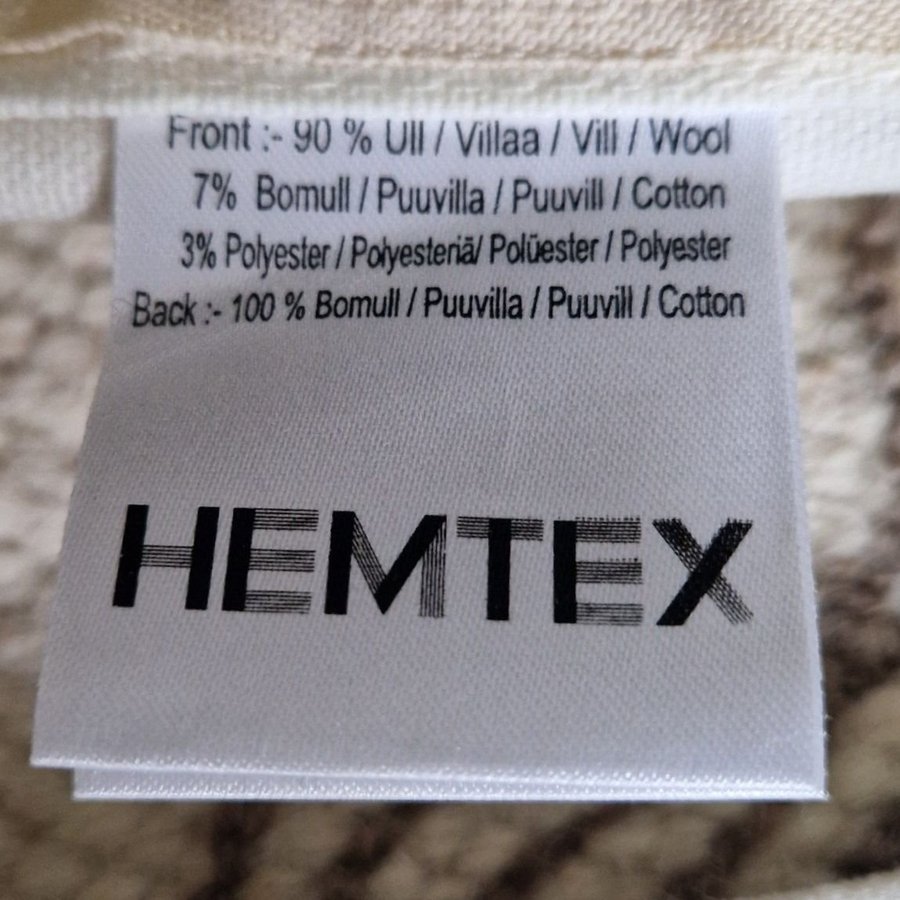 Front :- 90 % Ull / Villaa / Vill / Wool
7% Bomull / Puuvilla / Puuvill / Cotton
3% Polyester / Polyesteriä/ Polüester / Polyester
Back :- 100 % Bomull / Puuvilla / Puuvill / Cotton
HEMTEX